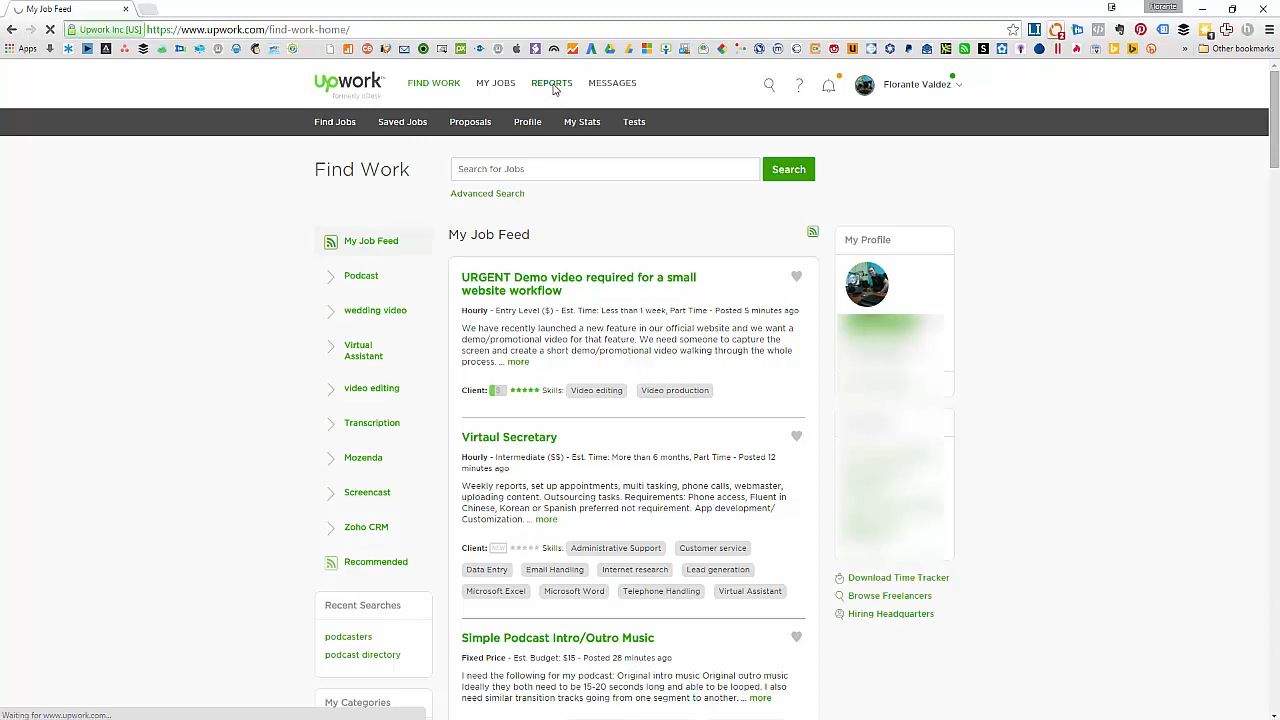 My Job Feed
florante
Upwork Inc [US] https://www.upwork.com/find-work-home/
Apps
Other bookmarks
Upwork
formerly oDesk
FIND WORK MY JOBS REPORTS MESSAGES
Florante Valdez
Find Jobs Saved Jobs Proposals Profile My Stats Tests
Find Work
Search for Jobs
Search
Advanced Search
My Job Feed
Podcast
wedding video
Virtual
Assistant
video editing
Transcription
Mozenda
Screencast
Zoho CRM
Recommended
Recent Searches
podcasters
podcast directory
My Categories
My Job Feed
URGENT Demo video required for a small
website workflow
Hourly - Entry Level ($) - Est. Time: Less than 1 week, Part Time - Posted 5 minutes ago
We have recently launched a new feature in our official website and we want a
demo/promotional video for that feature. We need someone to capture the
screen and create a short demo/promotional video walking through the whole
process. ... more
Client: $ Skills: Video editing Video production
Virtaul Secretary
Hourly - Intermediate ($$) - Est. Time: More than 6 months, Part Time - Posted 12
minutes ago
Weekly reports, set up appointments, multi tasking, phone calls, webmaster,
uploading content. Outsourcing tasks. Requirements: Phone access, Fluent in
Chinese, Korean or Spanish preferred not requirement. App development/
Customization. ... more
Client: NEW Skills: Administrative Support Customer service
Data Entry Email Handling Internet research Lead generation
Microsoft Excel Microsoft Word Telephone Handling Virtual Assistant
Simple Podcast Intro/Outro Music
Fixed Price - Est. Budget: $15 - Posted 28 minutes ago
I need the following for my podcast: Original intro music Original outro music
Ideally they both need to be 15-20 seconds long and able to be looped. I also
need similar transition tracks going from one segment to another. ... more
My Profile
Download Time Tracker
Browse Freelancers
Hiring Headquarters
Waiting for www.upwork.com...